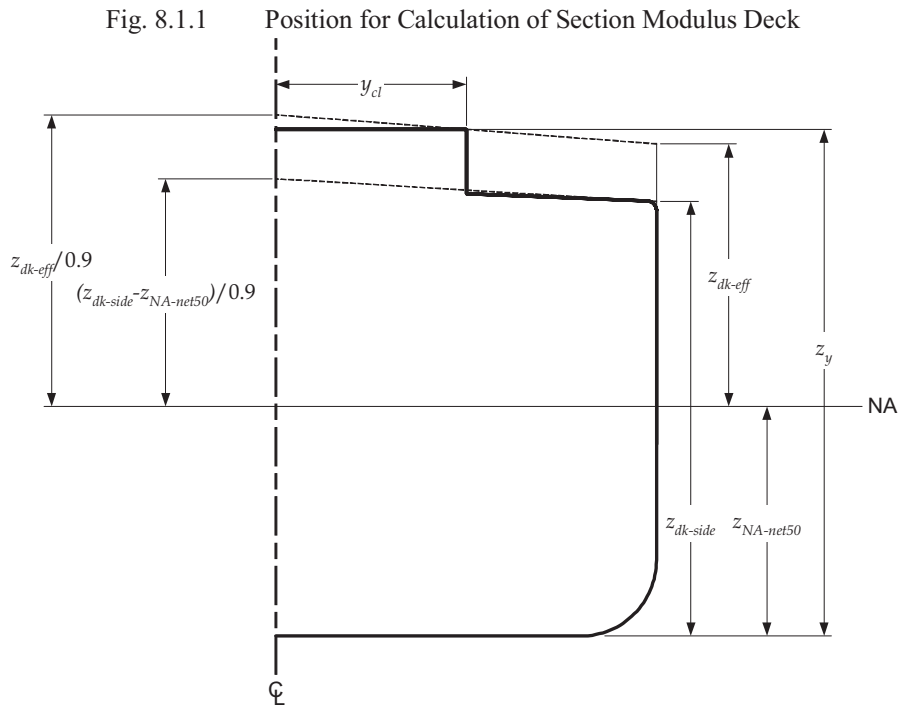 Fig. 8.1.1 Position for Calculation of Section Modulus Deck
y_cl
z_dk-eff/0.9
(z_dk-side-z_NA-net50)/0.9
z_dk-eff
z_y
NA
z_dk-side
z_NA-net50
℄